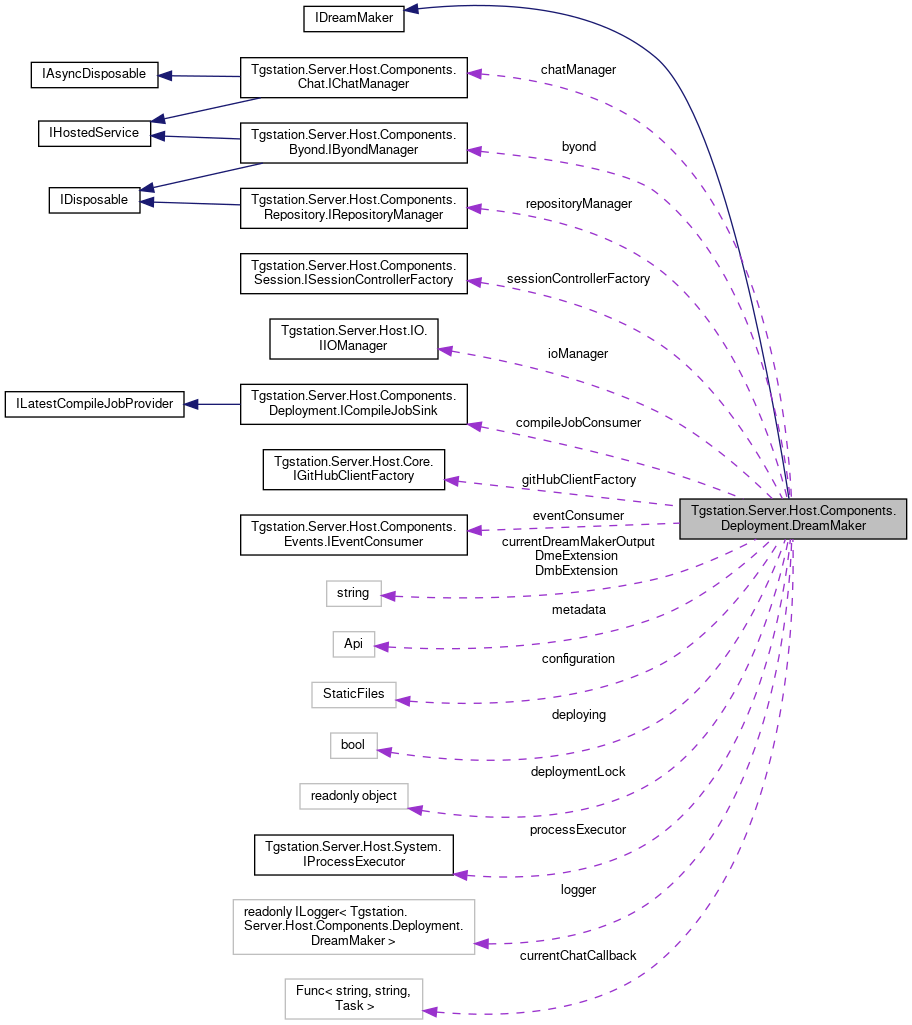 IDreamMaker
IAsyncDisposable
Tgstation.Server.Host.Components.
Chat.IChatManager
chatManager
IHostedService
Tgstation.Server.Host.Components.
Byond.IByondManager
byond
IDisposable
Tgstation.Server.Host.Components.
Repository.IRepositoryManager
repositoryManager
Tgstation.Server.Host.Components.
Session.ISessionControllerFactory
sessionControllerFactory
Tgstation.Server.Host.IO.
IIOManager
ioManager
ILatestCompileJobProvider
Tgstation.Server.Host.Components.
Deployment.ICompileJobSink
compileJobConsumer
Tgstation.Server.Host.Core.
IGitHubClientFactory
gitHubClientFactory
Tgstation.Server.Host.Components.
Deployment.DreamMaker
Tgstation.Server.Host.Components.
Events.IEventConsumer
eventConsumer
currentDreamMakerOutput
DmeExtension
DmbExtension
string
metadata
Api
configuration
StaticFiles
deploying
bool
deploymentLock
readonly object
processExecutor
Tgstation.Server.Host.System.
IProcessExecutor
logger
readonly ILogger< Tgstation.
Server.Host.Components.Deployment.
DreamMaker >
currentChatCallback
Func< string, string,
Task >